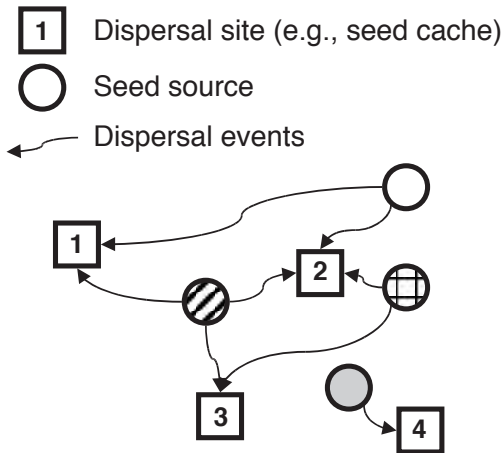 1 Dispersal site (e.g., seed cache)
Seed source
Dispersal events
1
2
3
4